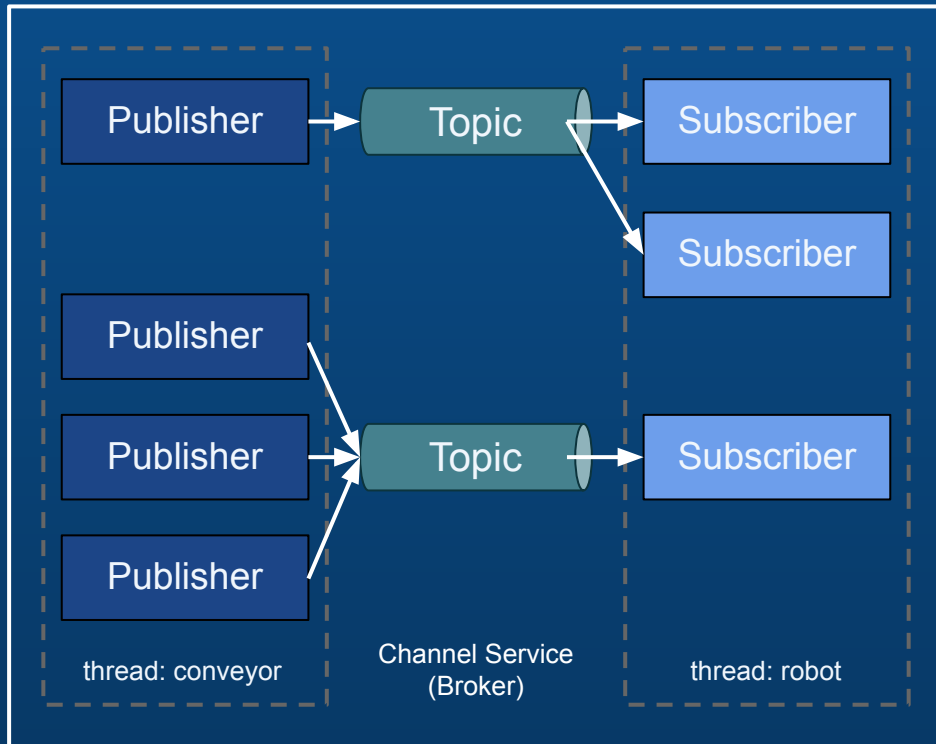 Publisher
Topic
Subscriber
Subscriber
Publisher
Publisher
Topic
Subscriber
Publisher
thread: conveyor
Channel Service
(Broker)
thread: robot